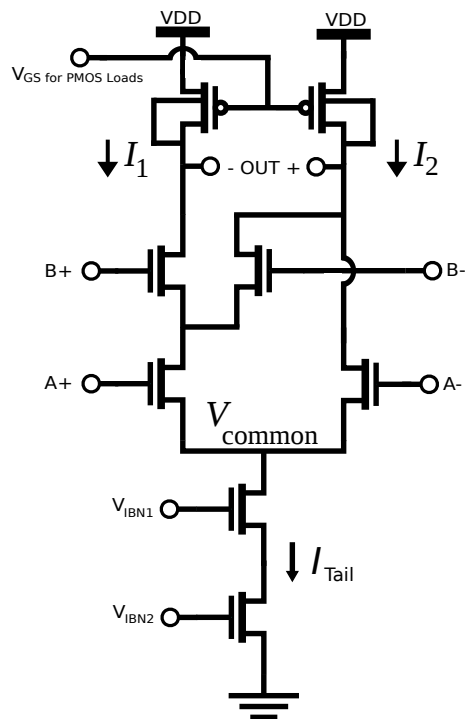 VDD
VDD
VGS for PMOS Loads
I1
- OUT +
I2
B+
B-
A+
A-
Vcommon
VIBN1
ITail
VIBN2